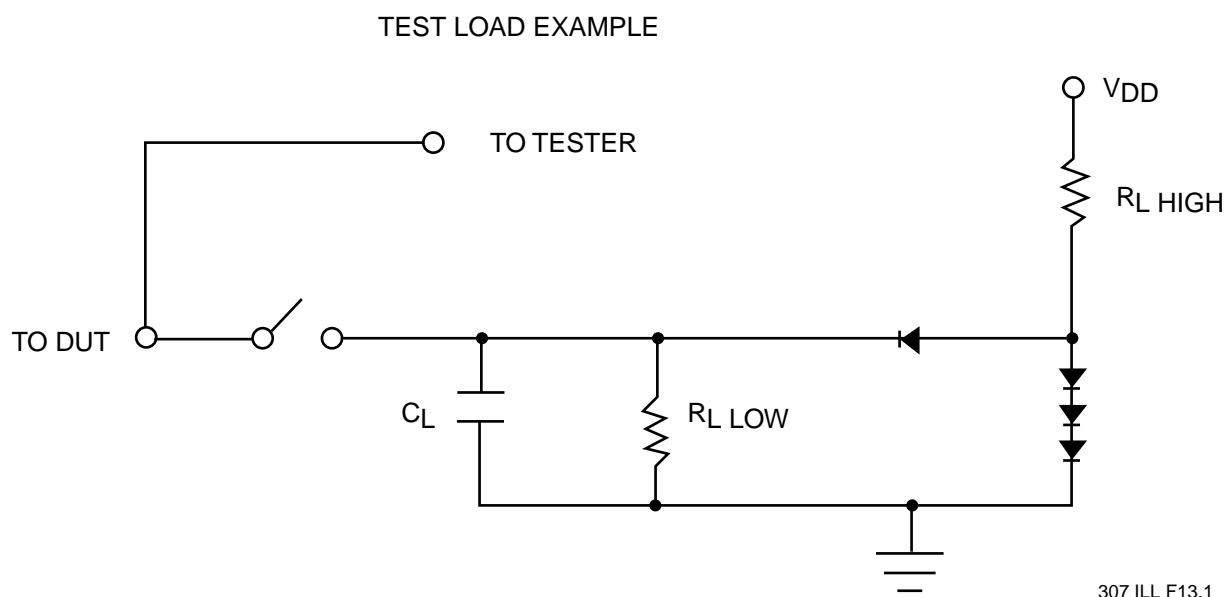 TEST LOAD EXAMPLE
VDD
TO TESTER
RL HIGH
TO DUT
CL
RL LOW
307 ILL F13.1